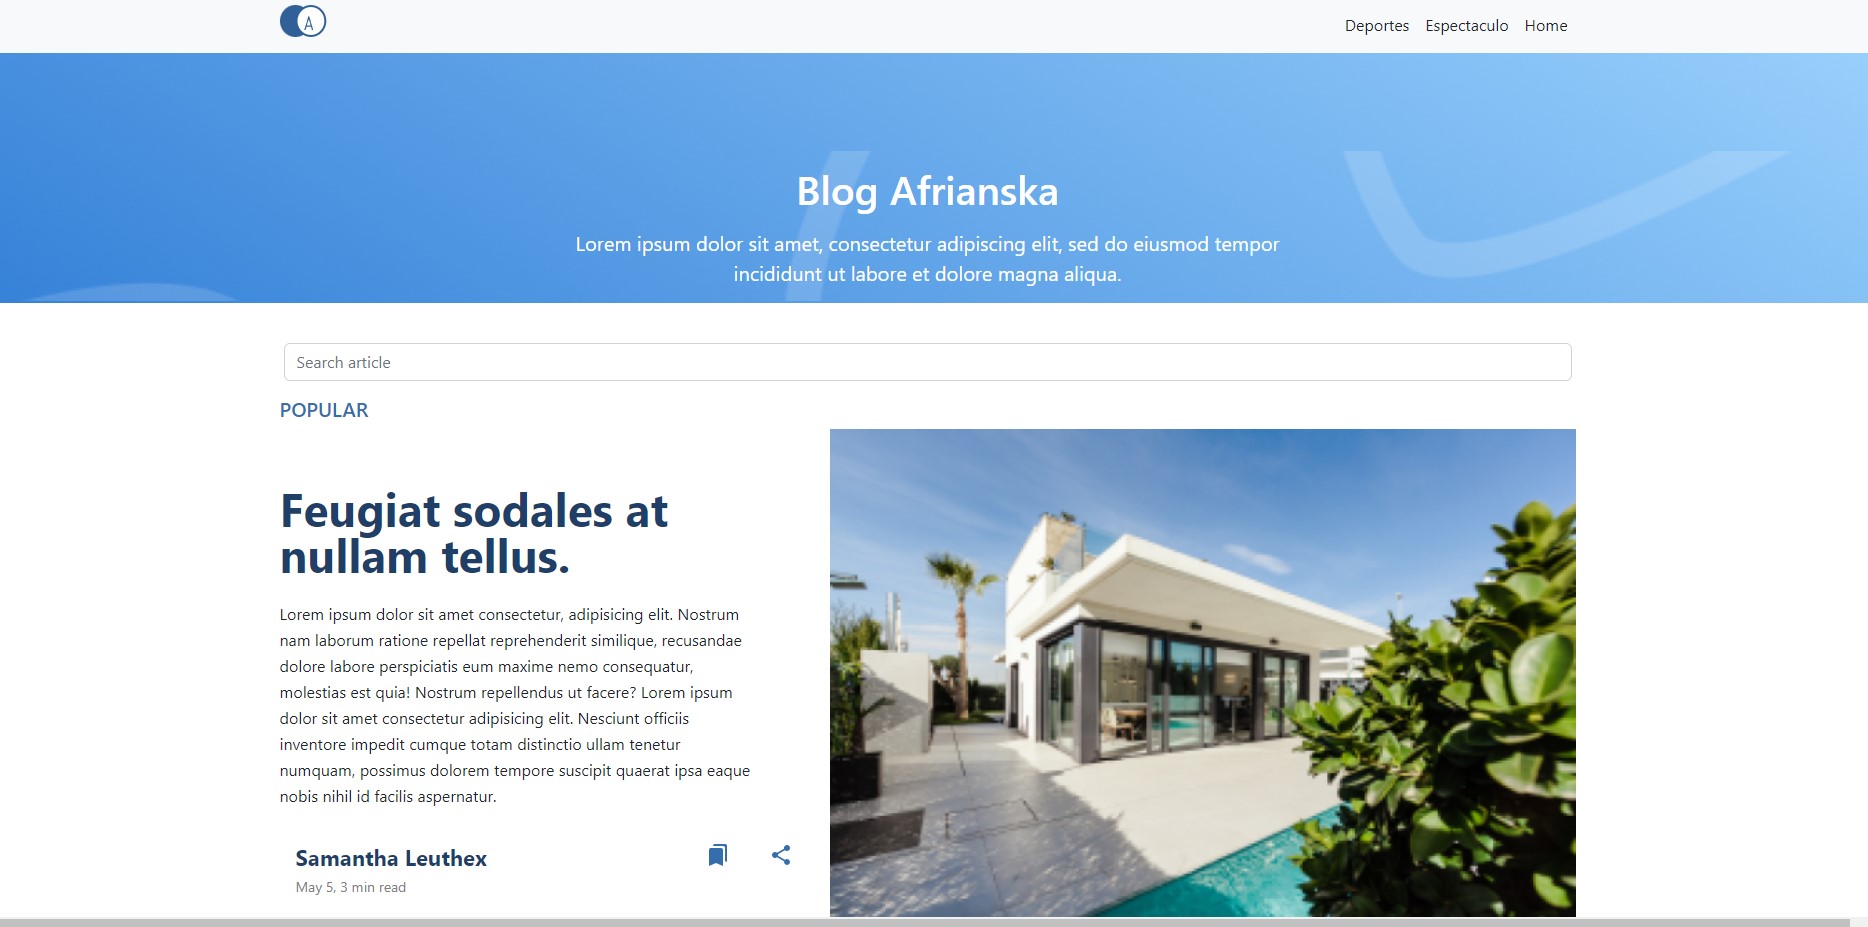 A
Deportes Espectaculo Home
Blog Afrianska
Lorem ipsum dolor sit amet, consectetur adipiscing elit, sed do eiusmod tempor
incididunt ut labore et dolore magna aliqua.
Search article
POPULAR
Feugiat sodales at
nullam tellus.
Lorem ipsum dolor sit amet consectetur, adipisicing elit. Nostrum
nam laborum ratione repellat reprehenderit similique, recusandae
dolore labore perspiciatis eum maxime nemo consequatur,
molestias est quia! Nostrum repellendus ut facere? Lorem ipsum
dolor sit amet consectetur adipisicing elit. Nesciunt officiis
inventore impedit cumque totam distinctio ullam tenetur
numquam, possimus dolorem tempore suscipit quaerat ipsa eaque
nobis nihil id facilis aspernatur.
Samantha Leuthex
May 5, 3 min read